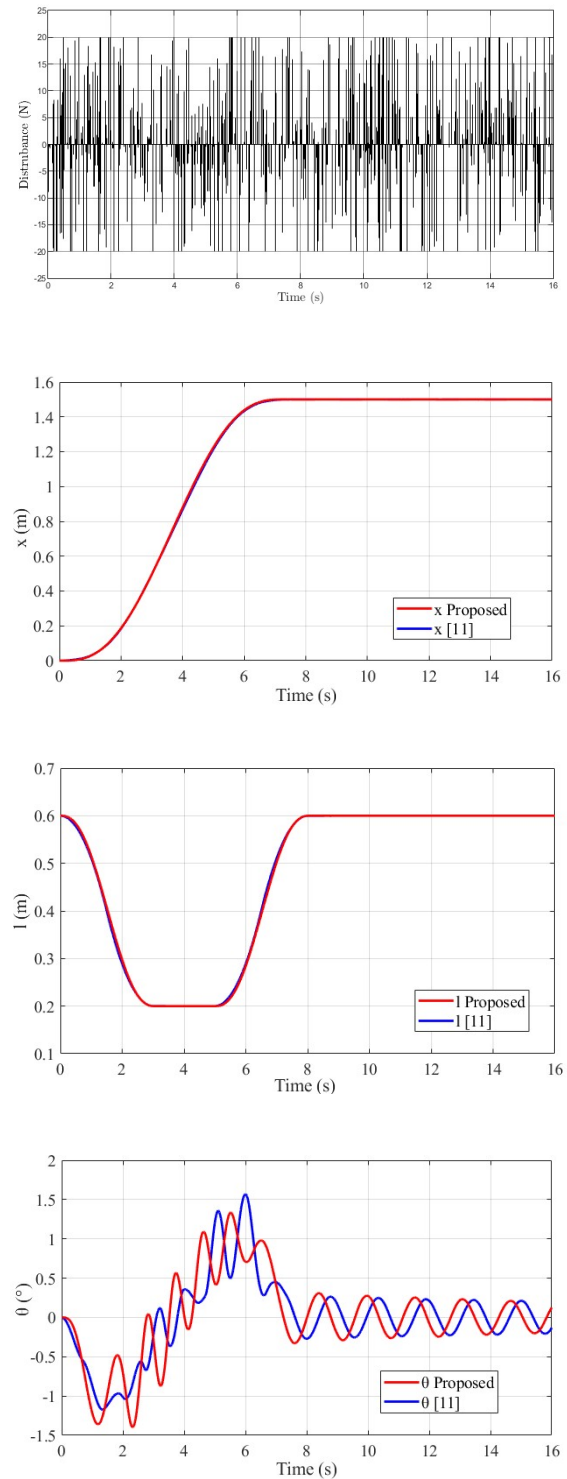 25
20
15
10
5
0
-5
-10
-15
-20
-25
Distrubance (N)
0 2 4 6 8 10 12 14 16
Time (s)
1.6
1.4
1.2
1
0.8
0.6
0.4
0.2
0
x (m)
x Proposed
x [11]
0 2 4 6 8 10 12 14 16
Time (s)
0.7
0.6
0.5
0.4
0.3
0.2
0.1
l (m)
l Proposed
l [11]
0 2 4 6 8 10 12 14 16
Time (s)
2
1.5
1
0.5
0
-0.5
-1
-1.5
θ (°)
θ Proposed
θ [11]
0 2 4 6 8 10 12 14 16
Time (s)